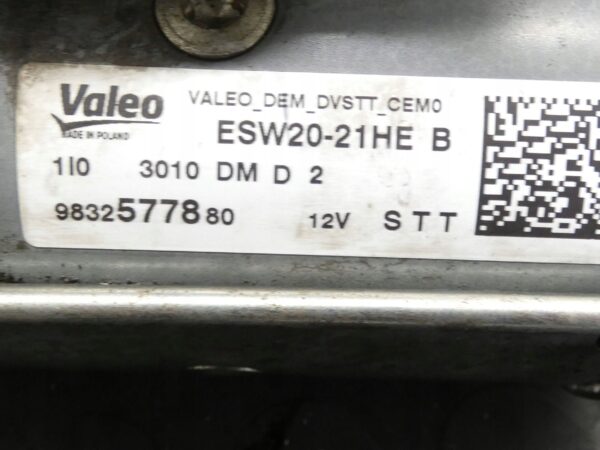 Valeo
MADE IN POLAND
VALEO_DEM_DVSTT_CEM0
ESW20-21HE B
1I0 3010 DM D 2
9832577880 12V STT